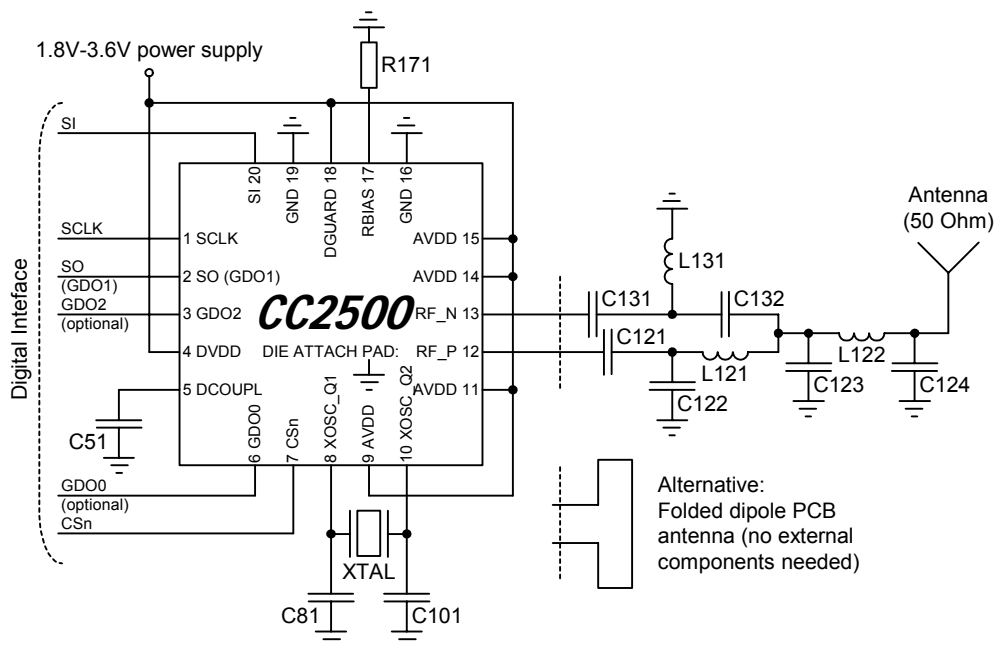 1.8V-3.6V power supply
R171
SI
SI 20
GND 19
DGUARD 18
RBIAS 17
GND 16
Antenna
(50 Ohm)
SCLK
1 SCLK
AVDD 15
L131
SO
(GDO1)
2 SO (GDO1)
AVDD 14
GDO2
(optional)
3 GDO2
CC2500
RF_N 13
C131
C132
Digital Inteface
4 DVDD
DIE ATTACH PAD:
RF_P 12
C121
L121
L122
C123
C124
5 DCOUPL
AVDD 11
C122
C51
6 GDO0
7 CSn
8 XOSC_Q1
9 AVDD
10 XOSC_Q2
GDO0
(optional)
CSn
XTAL
C81
C101
Alternative:
Folded dipole PCB
antenna (no external
components needed)